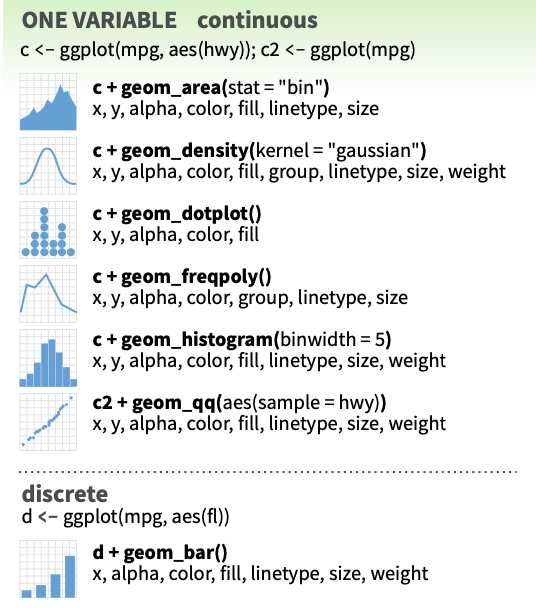 ONE VARIABLE continuous
c <- ggplot(mpg, aes(hwy)); c2 <- ggplot(mpg)
c + geom_area(stat = "bin")
x, y, alpha, color, fill, linetype, size
c + geom_density(kernel = "gaussian")
x, y, alpha, color, fill, group, linetype, size, weight
c + geom_dotplot()
x, y, alpha, color, fill
c + geom_freqpoly()
x, y, alpha, color, group, linetype, size
c + geom_histogram(binwidth = 5)
x, y, alpha, color, fill, linetype, size, weight
c2 + geom_qq(aes(sample = hwy))
x, y, alpha, color, fill, linetype, size, weight
discrete
d <- ggplot(mpg, aes(fl))
d + geom_bar()
x, alpha, color, fill, linetype, size, weight